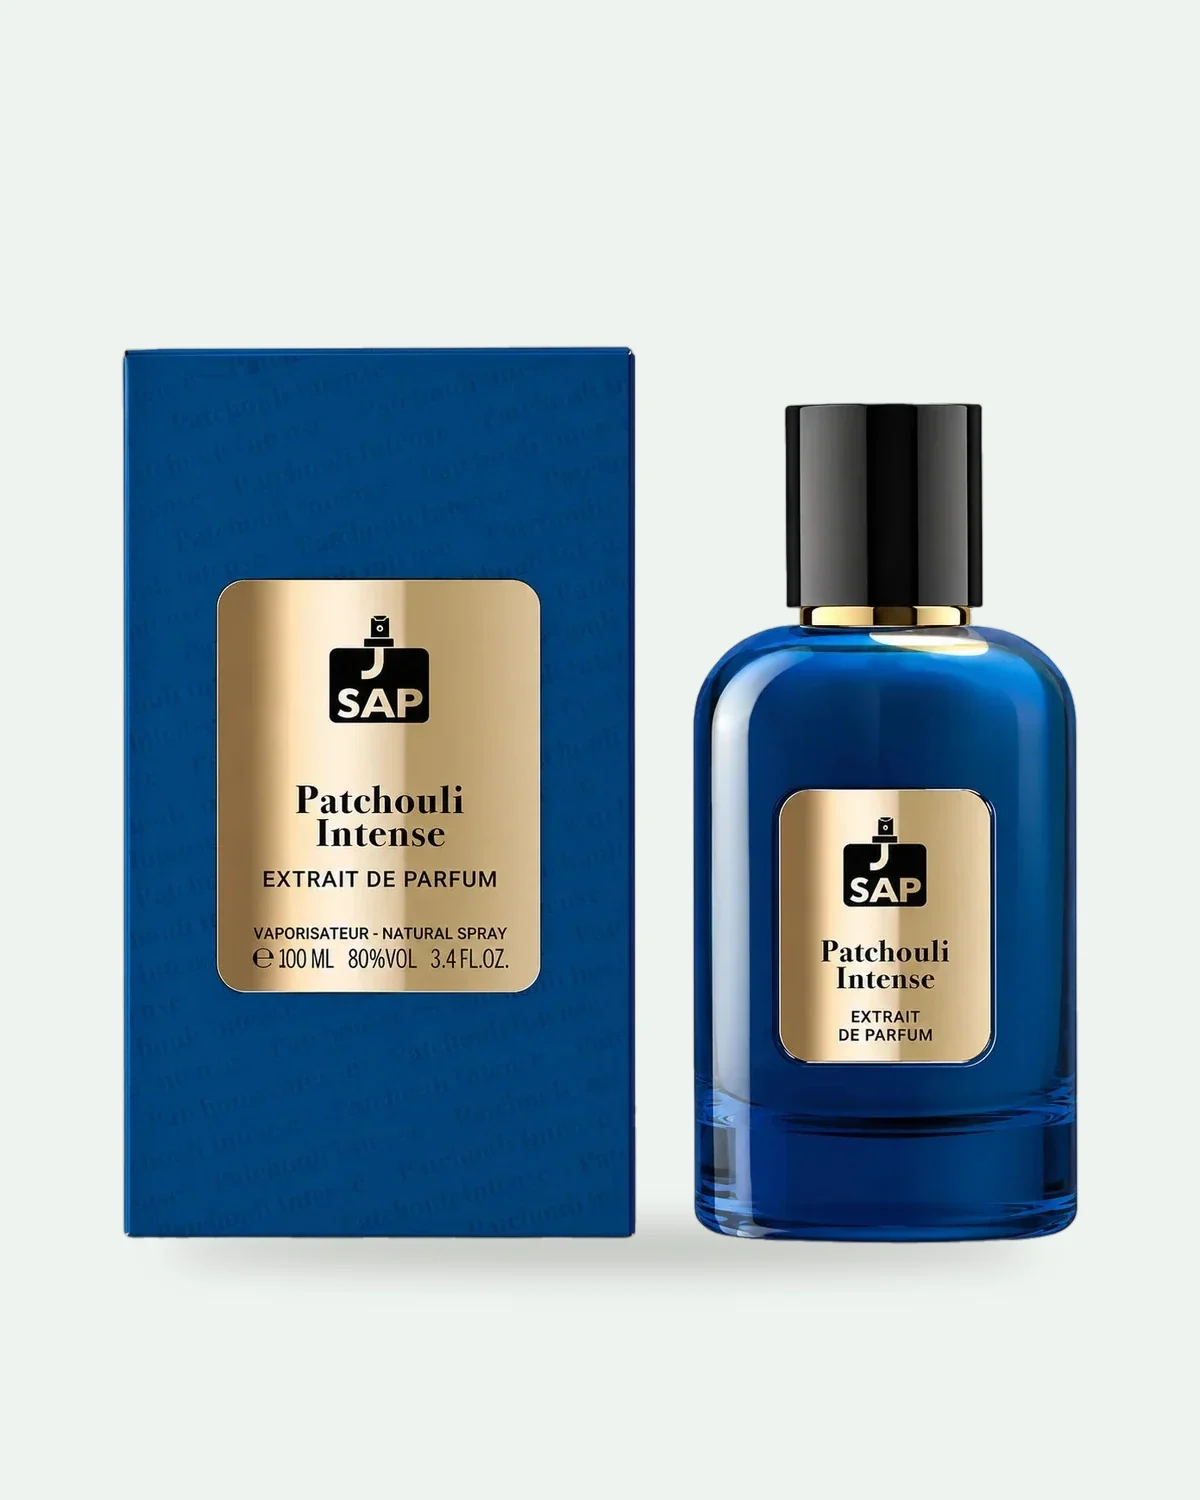 J
SAP
Patchouli
Intense
EXTRAIT DE PARFUM
VAPORISATEUR - NATURAL SPRAY
℮ 100 ML 80%VOL 3.4 FL.OZ.
J
SAP
Patchouli
Intense
EXTRAIT
DE PARFUM